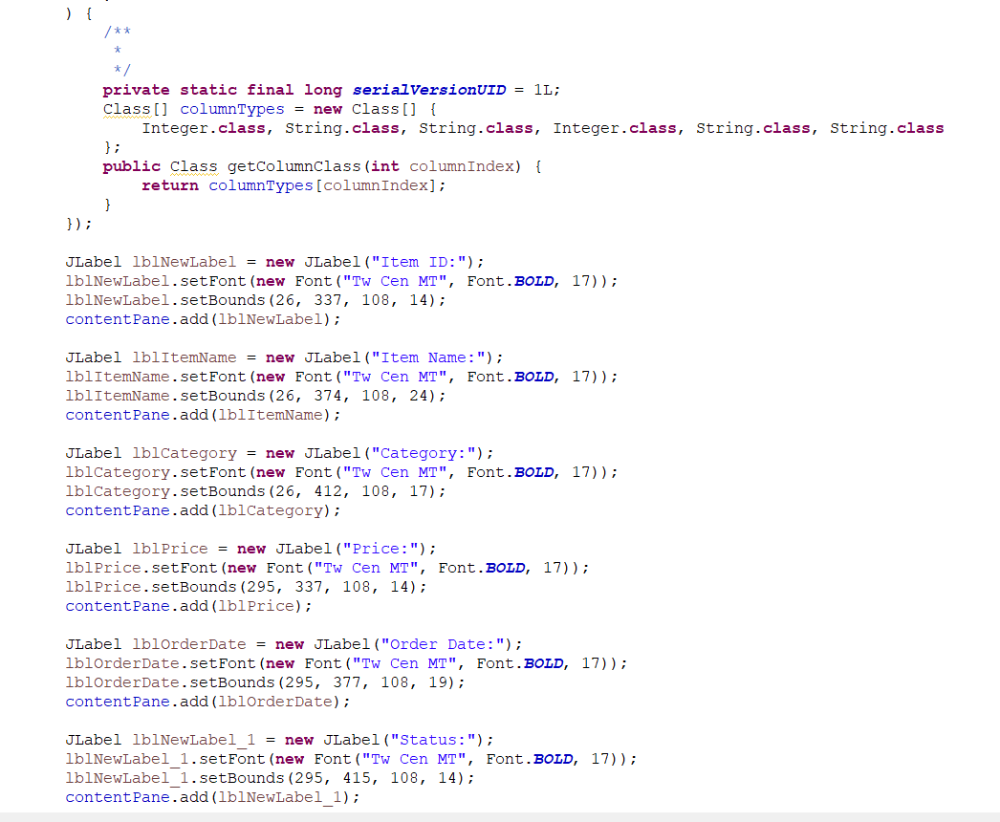 ) {
/**
*
*/
private static final long serialVersionUID = 1L;
Class[] columnTypes = new Class[] {
Integer.class, String.class, String.class, Integer.class, String.class, String.class
};
public Class getColumnClass(int columnIndex) {
return columnTypes[columnIndex];
}
});
JLabel lblNewLabel = new JLabel("Item ID:");
lblNewLabel.setFont(new Font("Tw Cen MT", Font.BOLD, 17));
lblNewLabel.setBounds(26, 337, 108, 14);
contentPane.add(lblNewLabel);
JLabel lblItemName = new JLabel("Item Name:");
lblItemName.setFont(new Font("Tw Cen MT", Font.BOLD, 17));
lblItemName.setBounds(26, 374, 108, 24);
contentPane.add(lblItemName);
JLabel lblCategory = new JLabel("Category:");
lblCategory.setFont(new Font("Tw Cen MT", Font.BOLD, 17));
lblCategory.setBounds(26, 412, 108, 17);
contentPane.add(lblCategory);
JLabel lblPrice = new JLabel("Price:");
lblPrice.setFont(new Font("Tw Cen MT", Font.BOLD, 17));
lblPrice.setBounds(295, 337, 108, 14);
contentPane.add(lblPrice);
JLabel lblOrderDate = new JLabel("Order Date:");
lblOrderDate.setFont(new Font("Tw Cen MT", Font.BOLD, 17));
lblOrderDate.setBounds(295, 377, 108, 19);
contentPane.add(lblOrderDate);
JLabel lblNewLabel_1 = new JLabel("Status:");
lblNewLabel_1.setFont(new Font("Tw Cen MT", Font.BOLD, 17));
lblNewLabel_1.setBounds(295, 415, 108, 14);
contentPane.add(lblNewLabel_1);